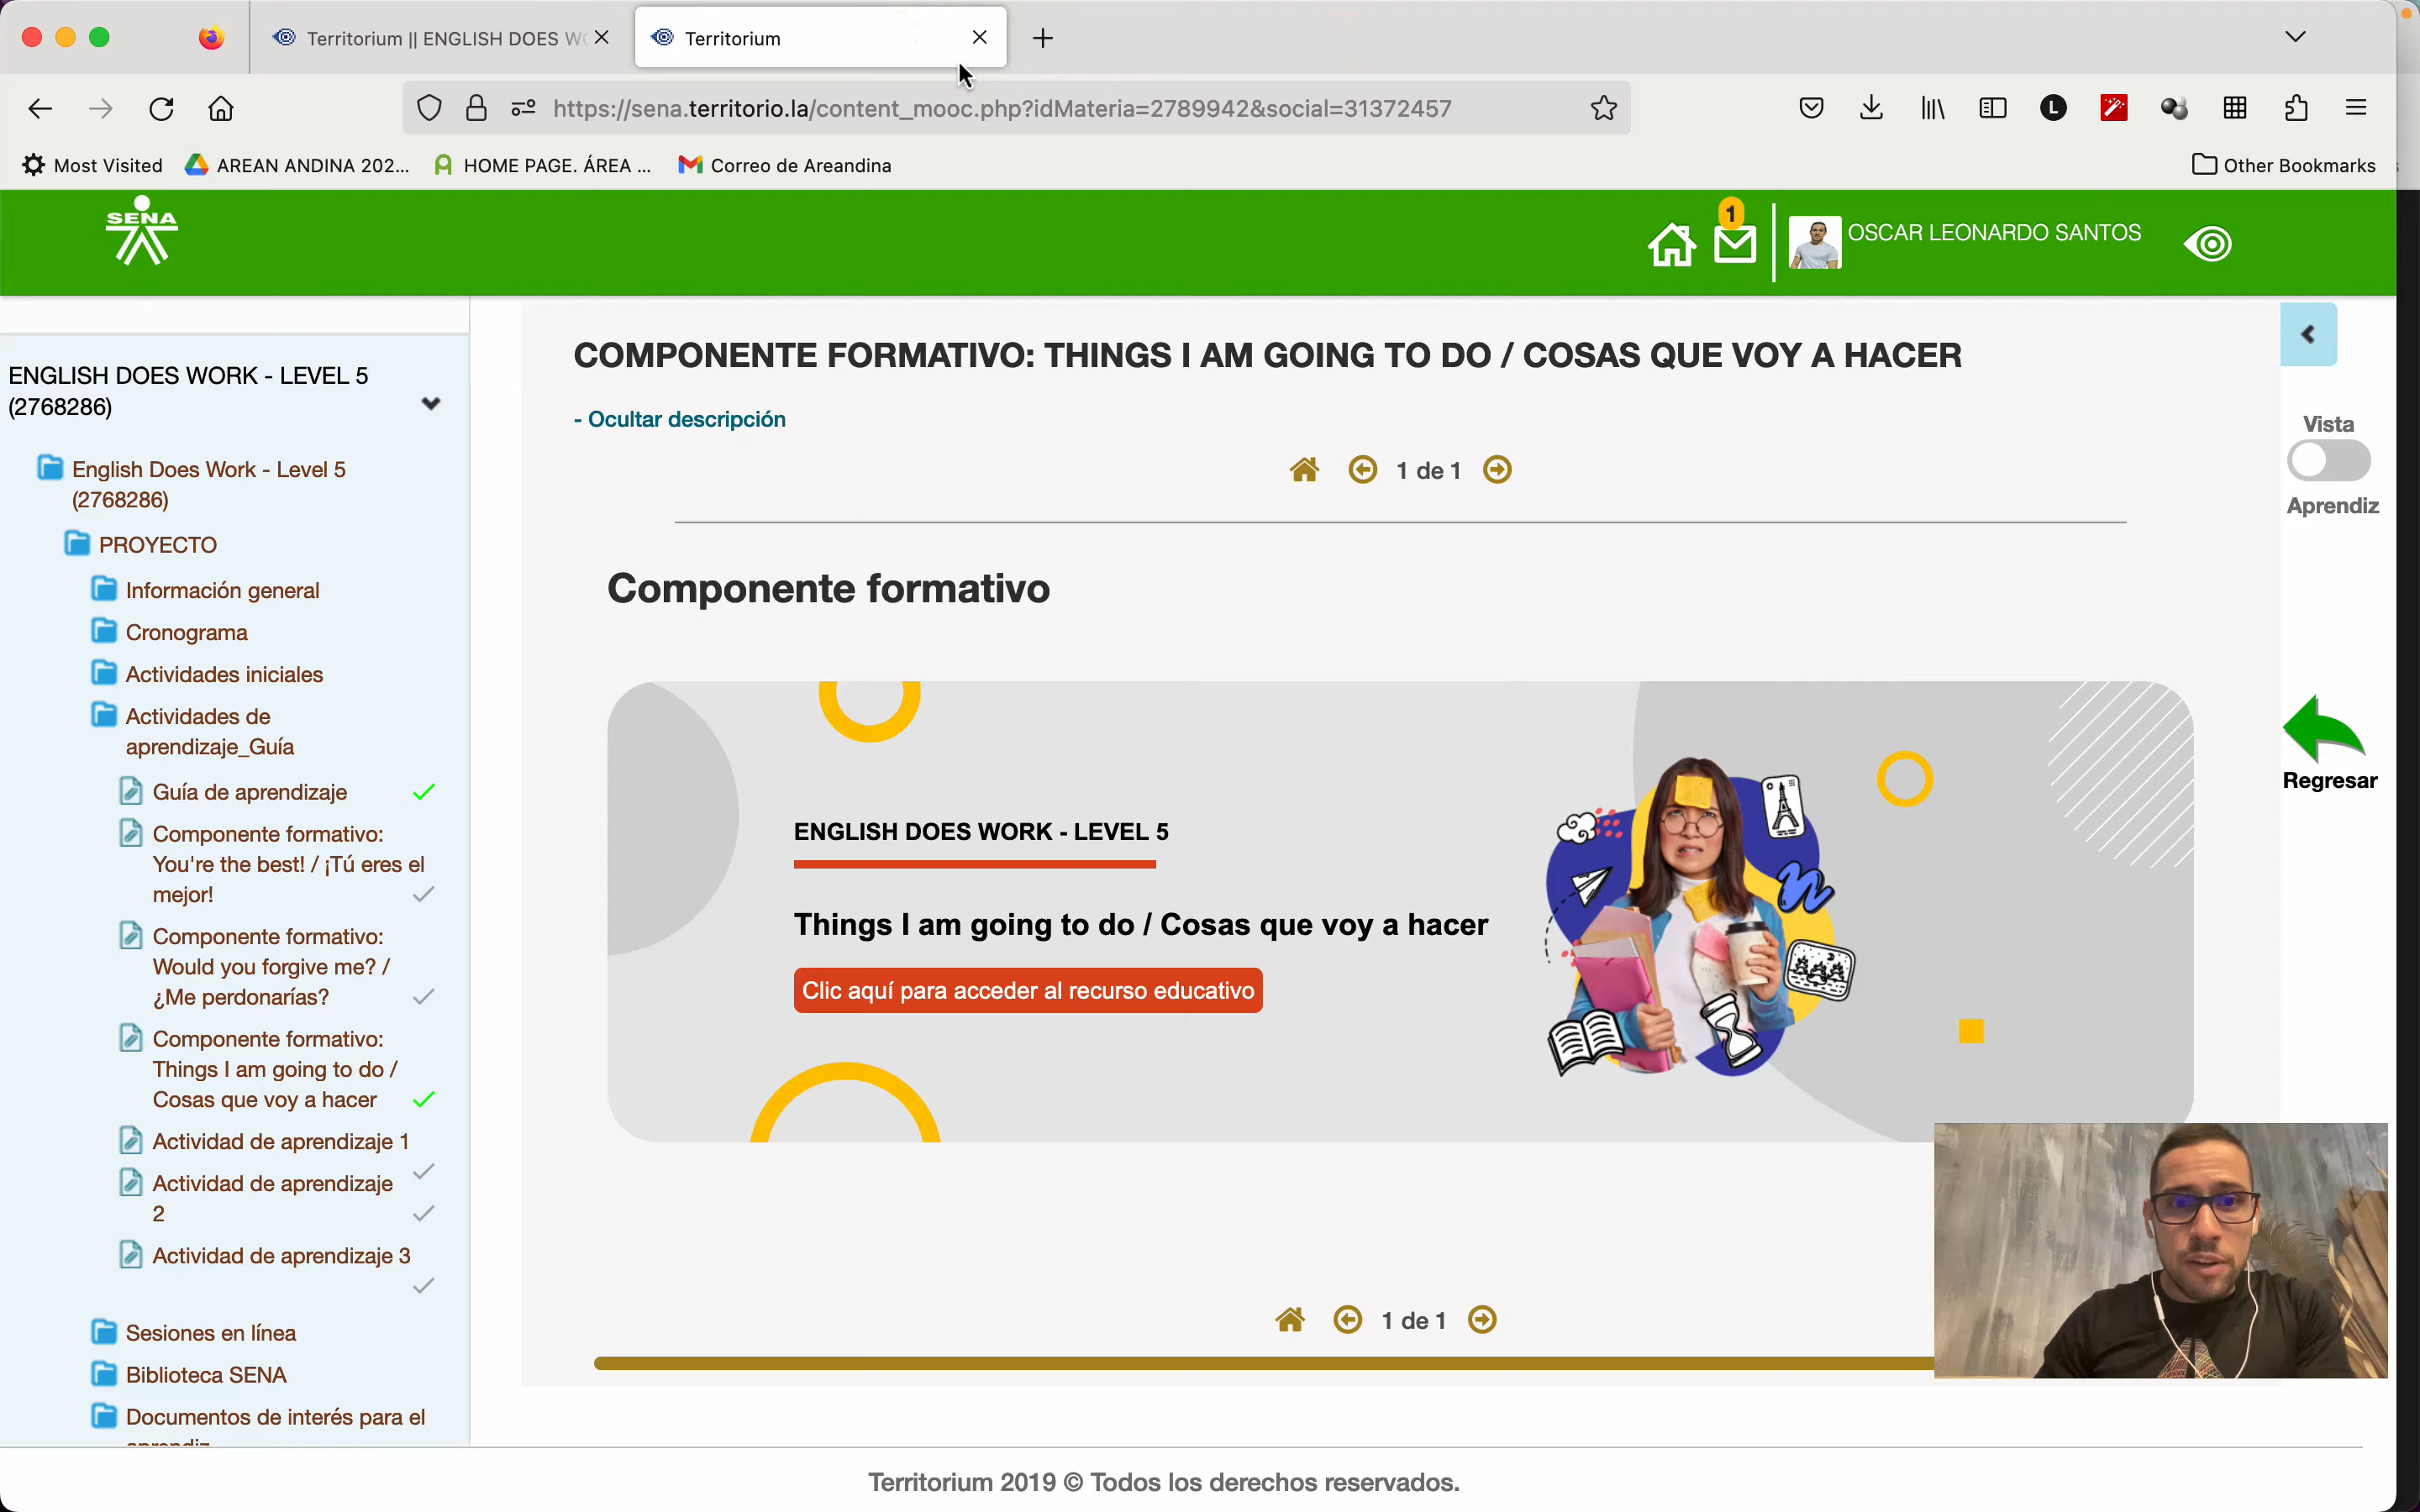 Territorium || ENGLISH DOES WO
Territorium
https://sena.territorio.la/content_mooc.php?idMateria=2789942&social=31372457
L
Most Visited
AREAN ANDINA 202...
HOME PAGE. ÁREA ...
Correo de Areandina
Other Bookmarks
SENA
1
OSCAR LEONARDO SANTOS
ENGLISH DOES WORK - LEVEL 5
(2768286)
English Does Work - Level 5
(2768286)
PROYECTO
Información general
Cronograma
Actividades iniciales
Actividades de
aprendizaje_Guía
Guía de aprendizaje
Componente formativo:
You're the best! / ¡Tú eres el
mejor!
Componente formativo:
Would you forgive me? /
¿Me perdonarías?
Componente formativo:
Things I am going to do /
Cosas que voy a hacer
Actividad de aprendizaje 1
Actividad de aprendizaje
2
Actividad de aprendizaje 3
Sesiones en línea
Biblioteca SENA
Documentos de interés para el
COMPONENTE FORMATIVO: THINGS I AM GOING TO DO / COSAS QUE VOY A HACER
- Ocultar descripción
1 de 1
Componente formativo
ENGLISH DOES WORK - LEVEL 5
Things I am going to do / Cosas que voy a hacer
Clic aquí para acceder al recurso educativo
1 de 1
Vista
Aprendiz
Regresar
Territorium 2019 © Todos los derechos reservados.